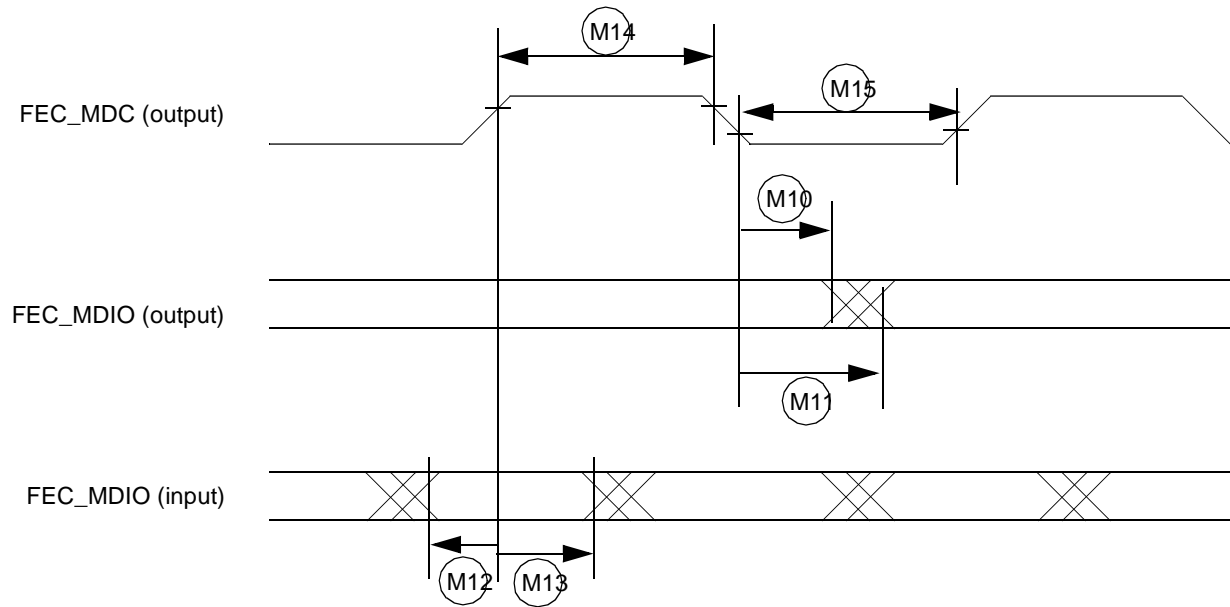 M14
FEC_MDC (output)
M15
M10
FEC_MDIO (output)
M11
FEC_MDIO (input)
M12
M13